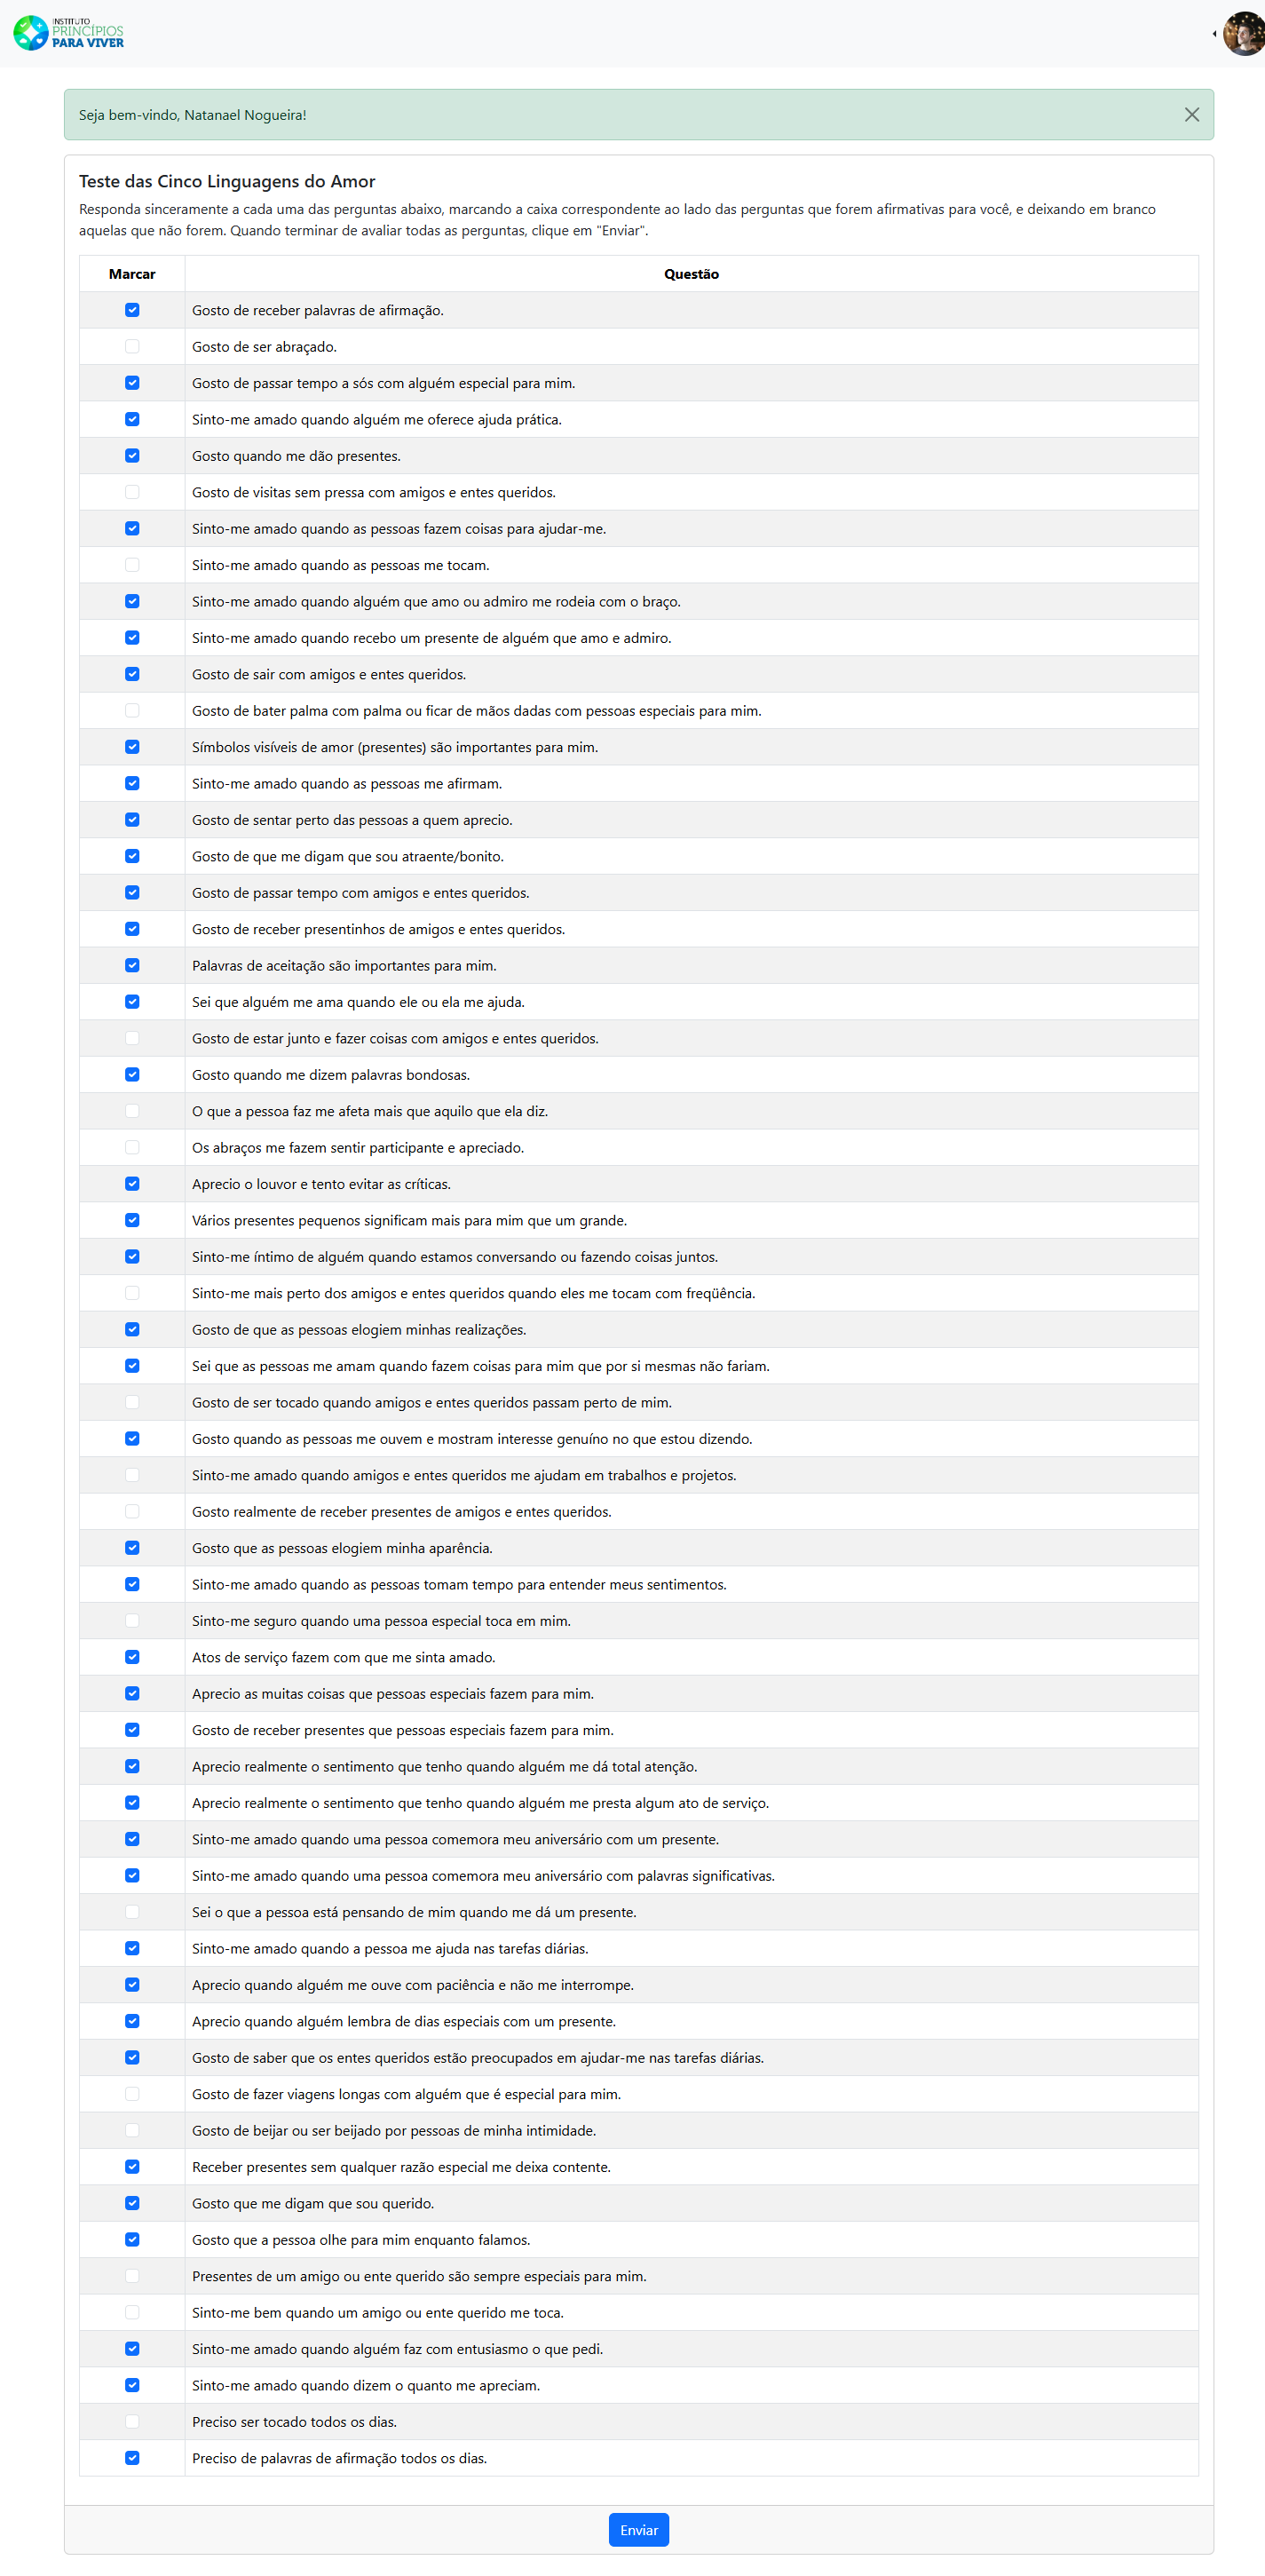 INSTITUTO
PRINCÍPIOS
PARA VIVER
Seja bem-vindo, Natanael Nogueira!
Teste das Cinco Linguagens do Amor
Responda sinceramente a cada uma das perguntas abaixo, marcando a caixa correspondente ao lado das perguntas que forem afirmativas para você, e deixando em branco
aquelas que não forem. Quando terminar de avaliar todas as perguntas, clique em "Enviar".
Marcar Questão
Gosto de receber palavras de afirmação.
Gosto de ser abraçado.
Gosto de passar tempo a sós com alguém especial para mim.
Sinto-me amado quando alguém me oferece ajuda prática.
Gosto quando me dão presentes.
Gosto de visitas sem pressa com amigos e entes queridos.
Sinto-me amado quando as pessoas fazem coisas para ajudar-me.
Sinto-me amado quando as pessoas me tocam.
Sinto-me amado quando alguém que amo ou admiro me rodeia com o braço.
Sinto-me amado quando recebo um presente de alguém que amo e admiro.
Gosto de sair com amigos e entes queridos.
Gosto de bater palma com palma ou ficar de mãos dadas com pessoas especiais para mim.
Símbolos visíveis de amor (presentes) são importantes para mim.
Sinto-me amado quando as pessoas me afirmam.
Gosto de sentar perto das pessoas a quem aprecio.
Gosto de que me digam que sou atraente/bonito.
Gosto de passar tempo com amigos e entes queridos.
Gosto de receber presentinhos de amigos e entes queridos.
Palavras de aceitação são importantes para mim.
Sei que alguém me ama quando ele ou ela me ajuda.
Gosto de estar junto e fazer coisas com amigos e entes queridos.
Gosto quando me dizem palavras bondosas.
O que a pessoa faz me afeta mais que aquilo que ela diz.
Os abraços me fazem sentir participante e apreciado.
Aprecio o louvor e tento evitar as críticas.
Vários presentes pequenos significam mais para mim que um grande.
Sinto-me íntimo de alguém quando estamos conversando ou fazendo coisas juntos.
Sinto-me mais perto dos amigos e entes queridos quando eles me tocam com freqüência.
Gosto de que as pessoas elogiem minhas realizações.
Sei que as pessoas me amam quando fazem coisas para mim que por si mesmas não fariam.
Gosto de ser tocado quando amigos e entes queridos passam perto de mim.
Gosto quando as pessoas me ouvem e mostram interesse genuíno no que estou dizendo.
Sinto-me amado quando amigos e entes queridos me ajudam em trabalhos e projetos.
Gosto realmente de receber presentes de amigos e entes queridos.
Gosto que as pessoas elogiem minha aparência.
Sinto-me amado quando as pessoas tomam tempo para entender meus sentimentos.
Sinto-me seguro quando uma pessoa especial toca em mim.
Atos de serviço fazem com que me sinta amado.
Aprecio as muitas coisas que pessoas especiais fazem para mim.
Gosto de receber presentes que pessoas especiais fazem para mim.
Aprecio realmente o sentimento que tenho quando alguém me dá total atenção.
Aprecio realmente o sentimento que tenho quando alguém me presta algum ato de serviço.
Sinto-me amado quando uma pessoa comemora meu aniversário com um presente.
Sinto-me amado quando uma pessoa comemora meu aniversário com palavras significativas.
Sei o que a pessoa está pensando de mim quando me dá um presente.
Sinto-me amado quando a pessoa me ajuda nas tarefas diárias.
Aprecio quando alguém me ouve com paciência e não me interrompe.
Aprecio quando alguém lembra de dias especiais com um presente.
Gosto de saber que os entes queridos estão preocupados em ajudar-me nas tarefas diárias.
Gosto de fazer viagens longas com alguém que é especial para mim.
Gosto de beijar ou ser beijado por pessoas de minha intimidade.
Receber presentes sem qualquer razão especial me deixa contente.
Gosto que me digam que sou querido.
Gosto que a pessoa olhe para mim enquanto falamos.
Presentes de um amigo ou ente querido são sempre especiais para mim.
Sinto-me bem quando um amigo ou ente querido me toca.
Sinto-me amado quando alguém faz com entusiasmo o que pedi.
Sinto-me amado quando dizem o quanto me apreciam.
Preciso ser tocado todos os dias.
Preciso de palavras de afirmação todos os dias.
Enviar